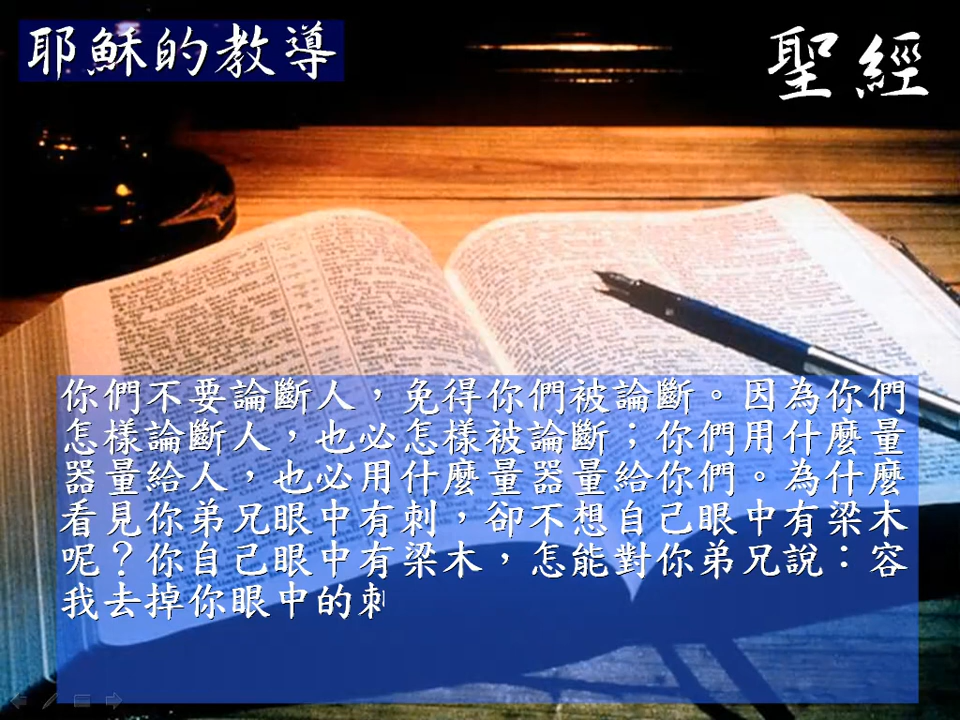 耶穌的教導
聖經
你們不要論斷人，免得你們被論斷。因為你們
怎樣論斷人，也必怎樣被論斷；你們用什麼量
器量給人，也必用什麼量器量給你們。為什麼
看見你弟兄眼中有刺，卻不想自己眼中有梁木
呢？你自己眼中有梁木，怎能對你弟兄說：容
我去掉你眼中的刺